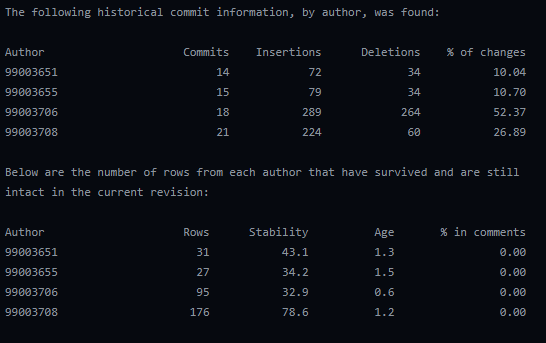 The following historical commit information, by author, was found:
Author Commits Insertions Deletions % of changes
99003651 14 72 34 10.04
99003655 15 79 34 10.70
99003706 18 289 264 52.37
99003708 21 224 60 26.89
Below are the number of rows from each author that have survived and are still
intact in the current revision:
Author Rows Stability Age % in comments
99003651 31 43.1 1.3 0.00
99003655 27 34.2 1.5 0.00
99003706 95 32.9 0.6 0.00
99003708 176 78.6 1.2 0.00